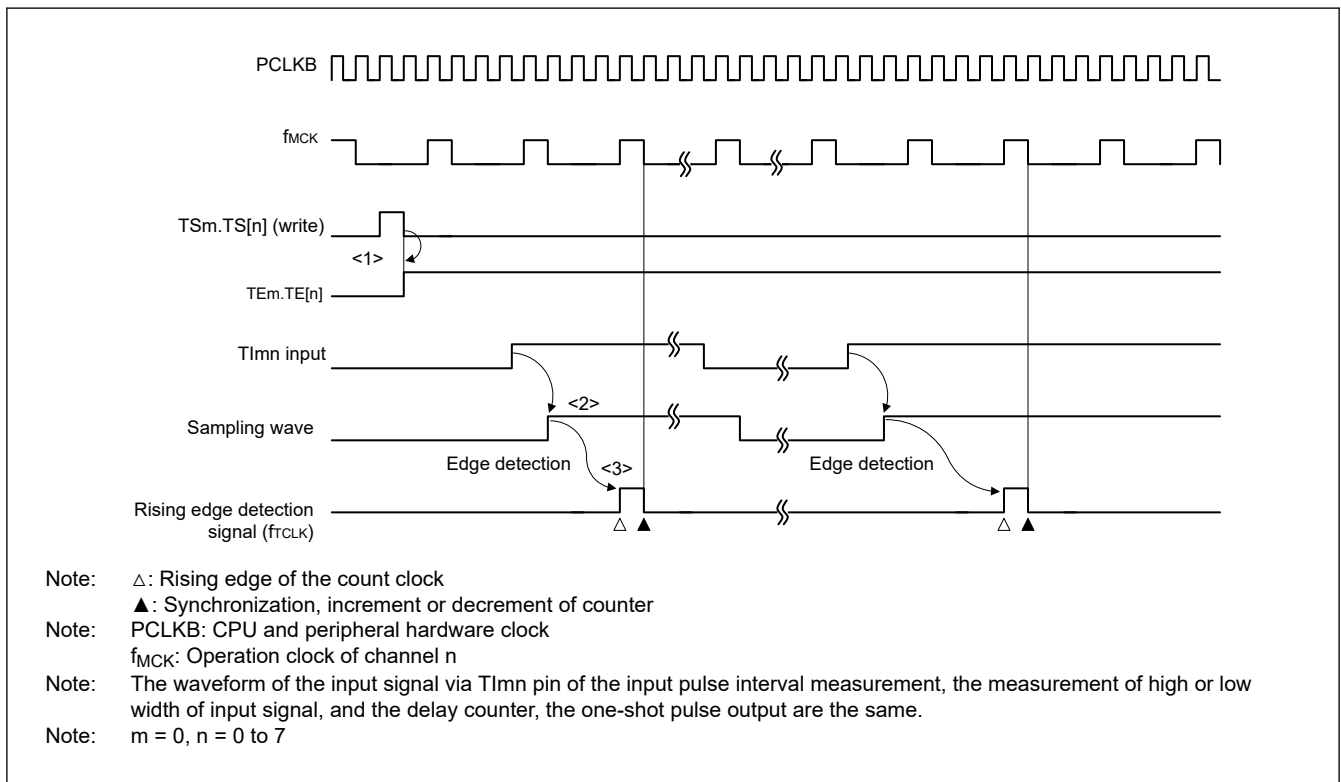 PCLKB
fMCK
TSm.TS[n] (write)
<1>
TEm.TE[n]
TImn input
<2>
Sampling wave
Edge detection
<3>
Edge detection
Rising edge detection
signal (fTCLK)
△ ▲ △ ▲
Note: △: Rising edge of the count clock
▲: Synchronization, increment or decrement of counter
Note: PCLKB: CPU and peripheral hardware clock
fMCK: Operation clock of channel n
Note: The waveform of the input signal via TImn pin of the input pulse interval measurement, the measurement of high or low
width of input signal, and the delay counter, the one-shot pulse output are the same.
Note: m = 0, n = 0 to 7